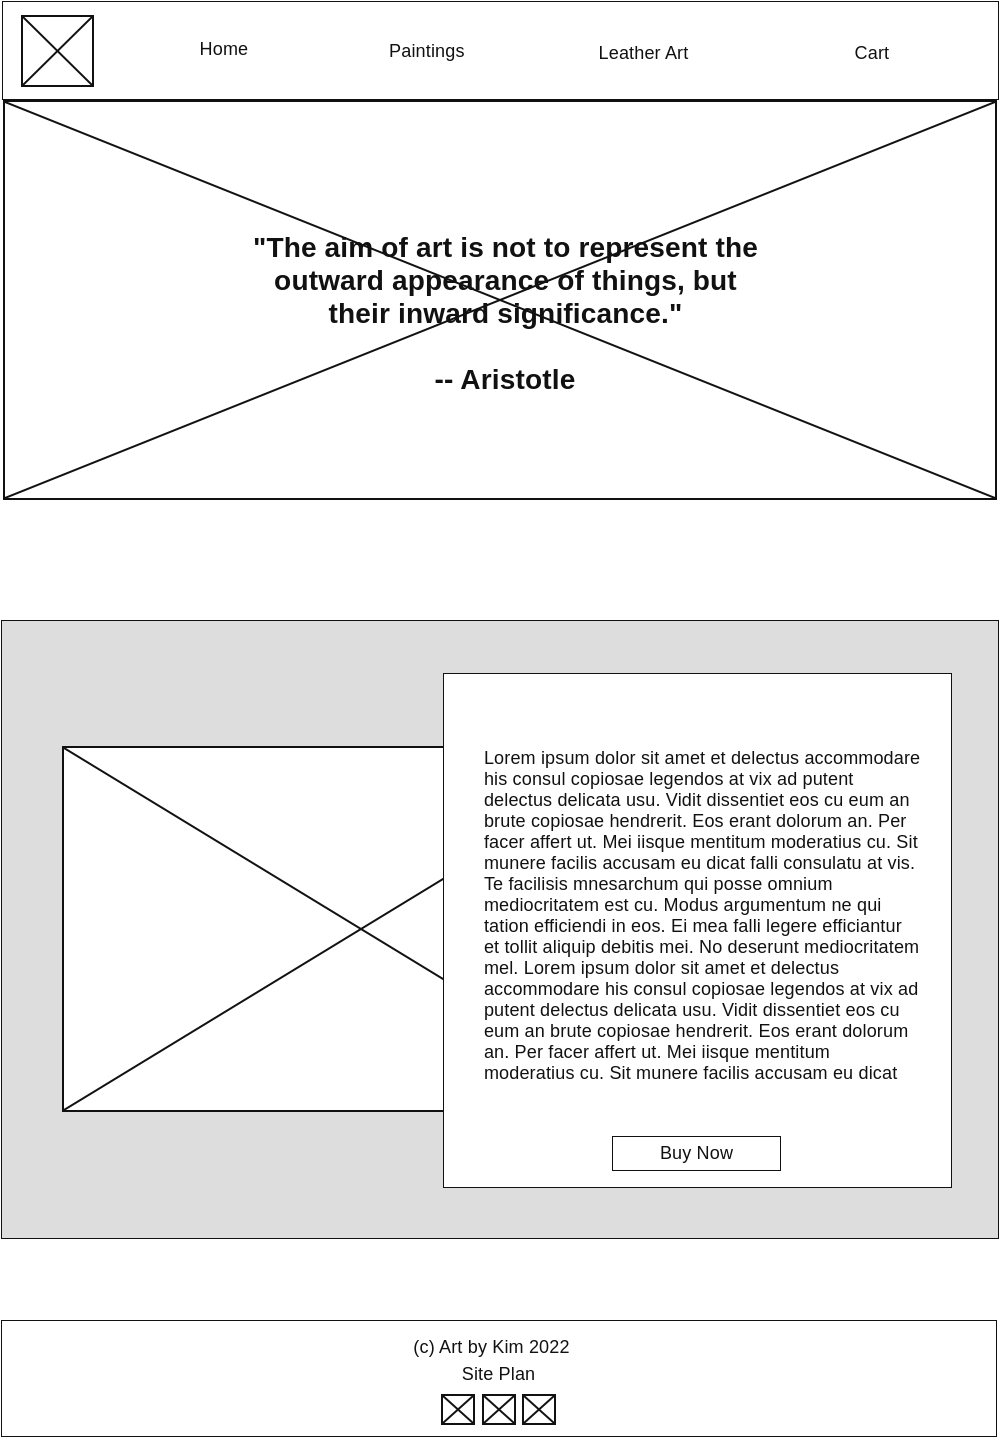 Home
Paintings
Leather Art
Cart
"The aim of art is not to represent the
outward appearance of things, but
their inward significance."
-- Aristotle
Lorem ipsum dolor sit amet et delectus accommodare
his consul copiosae legendos at vix ad putent
delectus delicata usu. Vidit dissentiet eos cu eum an
brute copiosae hendrerit. Eos erant dolorum an. Per
facer affert ut. Mei iisque mentitum moderatius cu. Sit
munere facilis accusam eu dicat falli consulatu at vis.
Te facilisis mnesarchum qui posse omnium
mediocritatem est cu. Modus argumentum ne qui
tation efficiendi in eos. Ei mea falli legere efficiantur
et tollit aliquip debitis mei. No deserunt mediocritatem
mel. Lorem ipsum dolor sit amet et delectus
accommodare his consul copiosae legendos at vix ad
putent delectus delicata usu. Vidit dissentiet eos cu
eum an brute copiosae hendrerit. Eos erant dolorum
an. Per facer affert ut. Mei iisque mentitum
moderatius cu. Sit munere facilis accusam eu dicat
Buy Now
(c) Art by Kim 2022
Site Plan